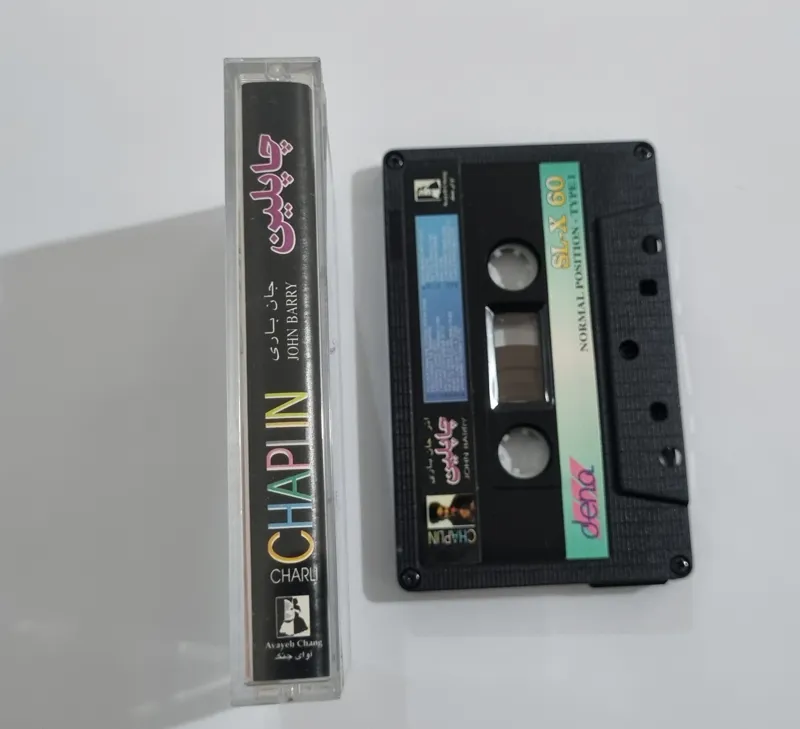 چاپلین
جان باری
JOHN BARRY
CHAPLIN
CHARLI
Avayeh Chang
نوای چنگ
SL-X 60
NORMAL POSITION - TYPE I
dena
چاپلین
اثر جان باری
JOHN BARRY
CHAPLIN